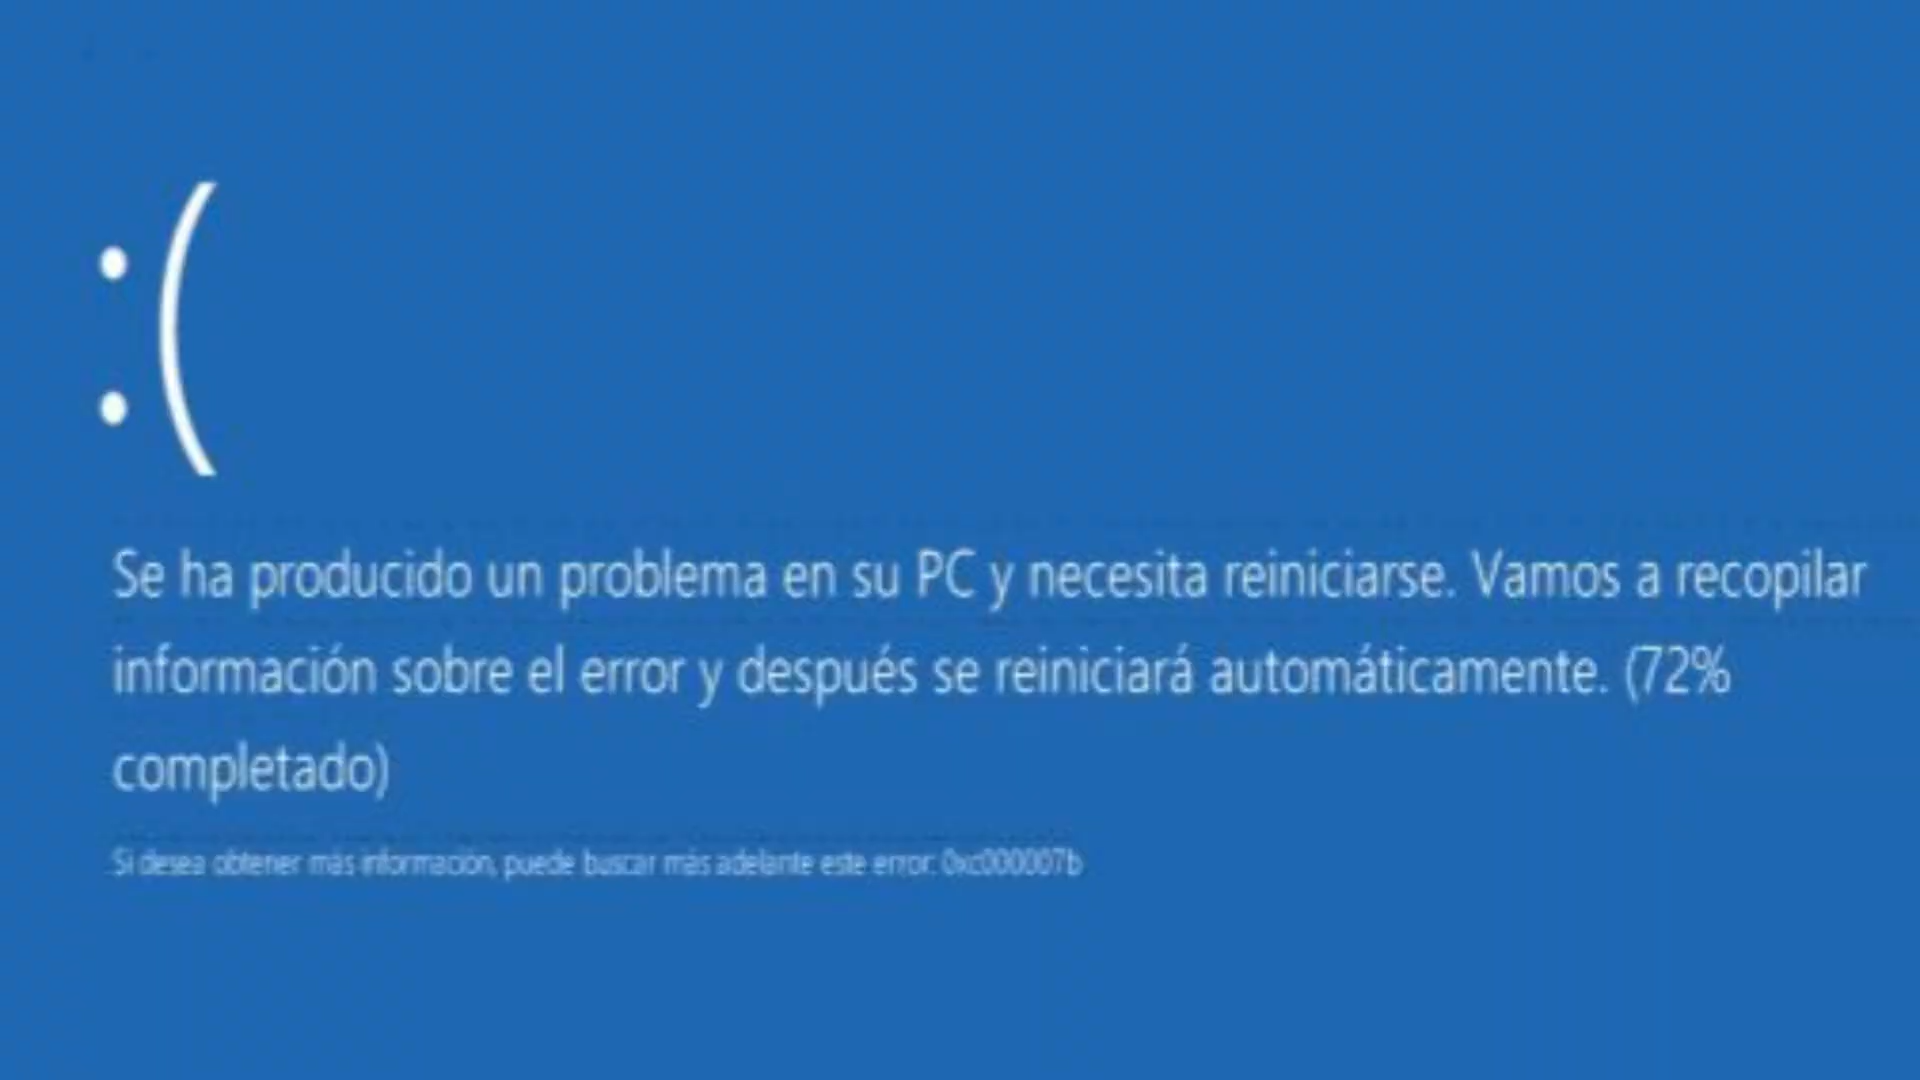 :(
Se ha producido un problema en su PC y necesita reiniciarse. Vamos a recopilar
información sobre el error y después se reiniciará automáticamente. (72%
completado)
Si desea obtener más información, puede buscar más adelante este error: 0xc000007b